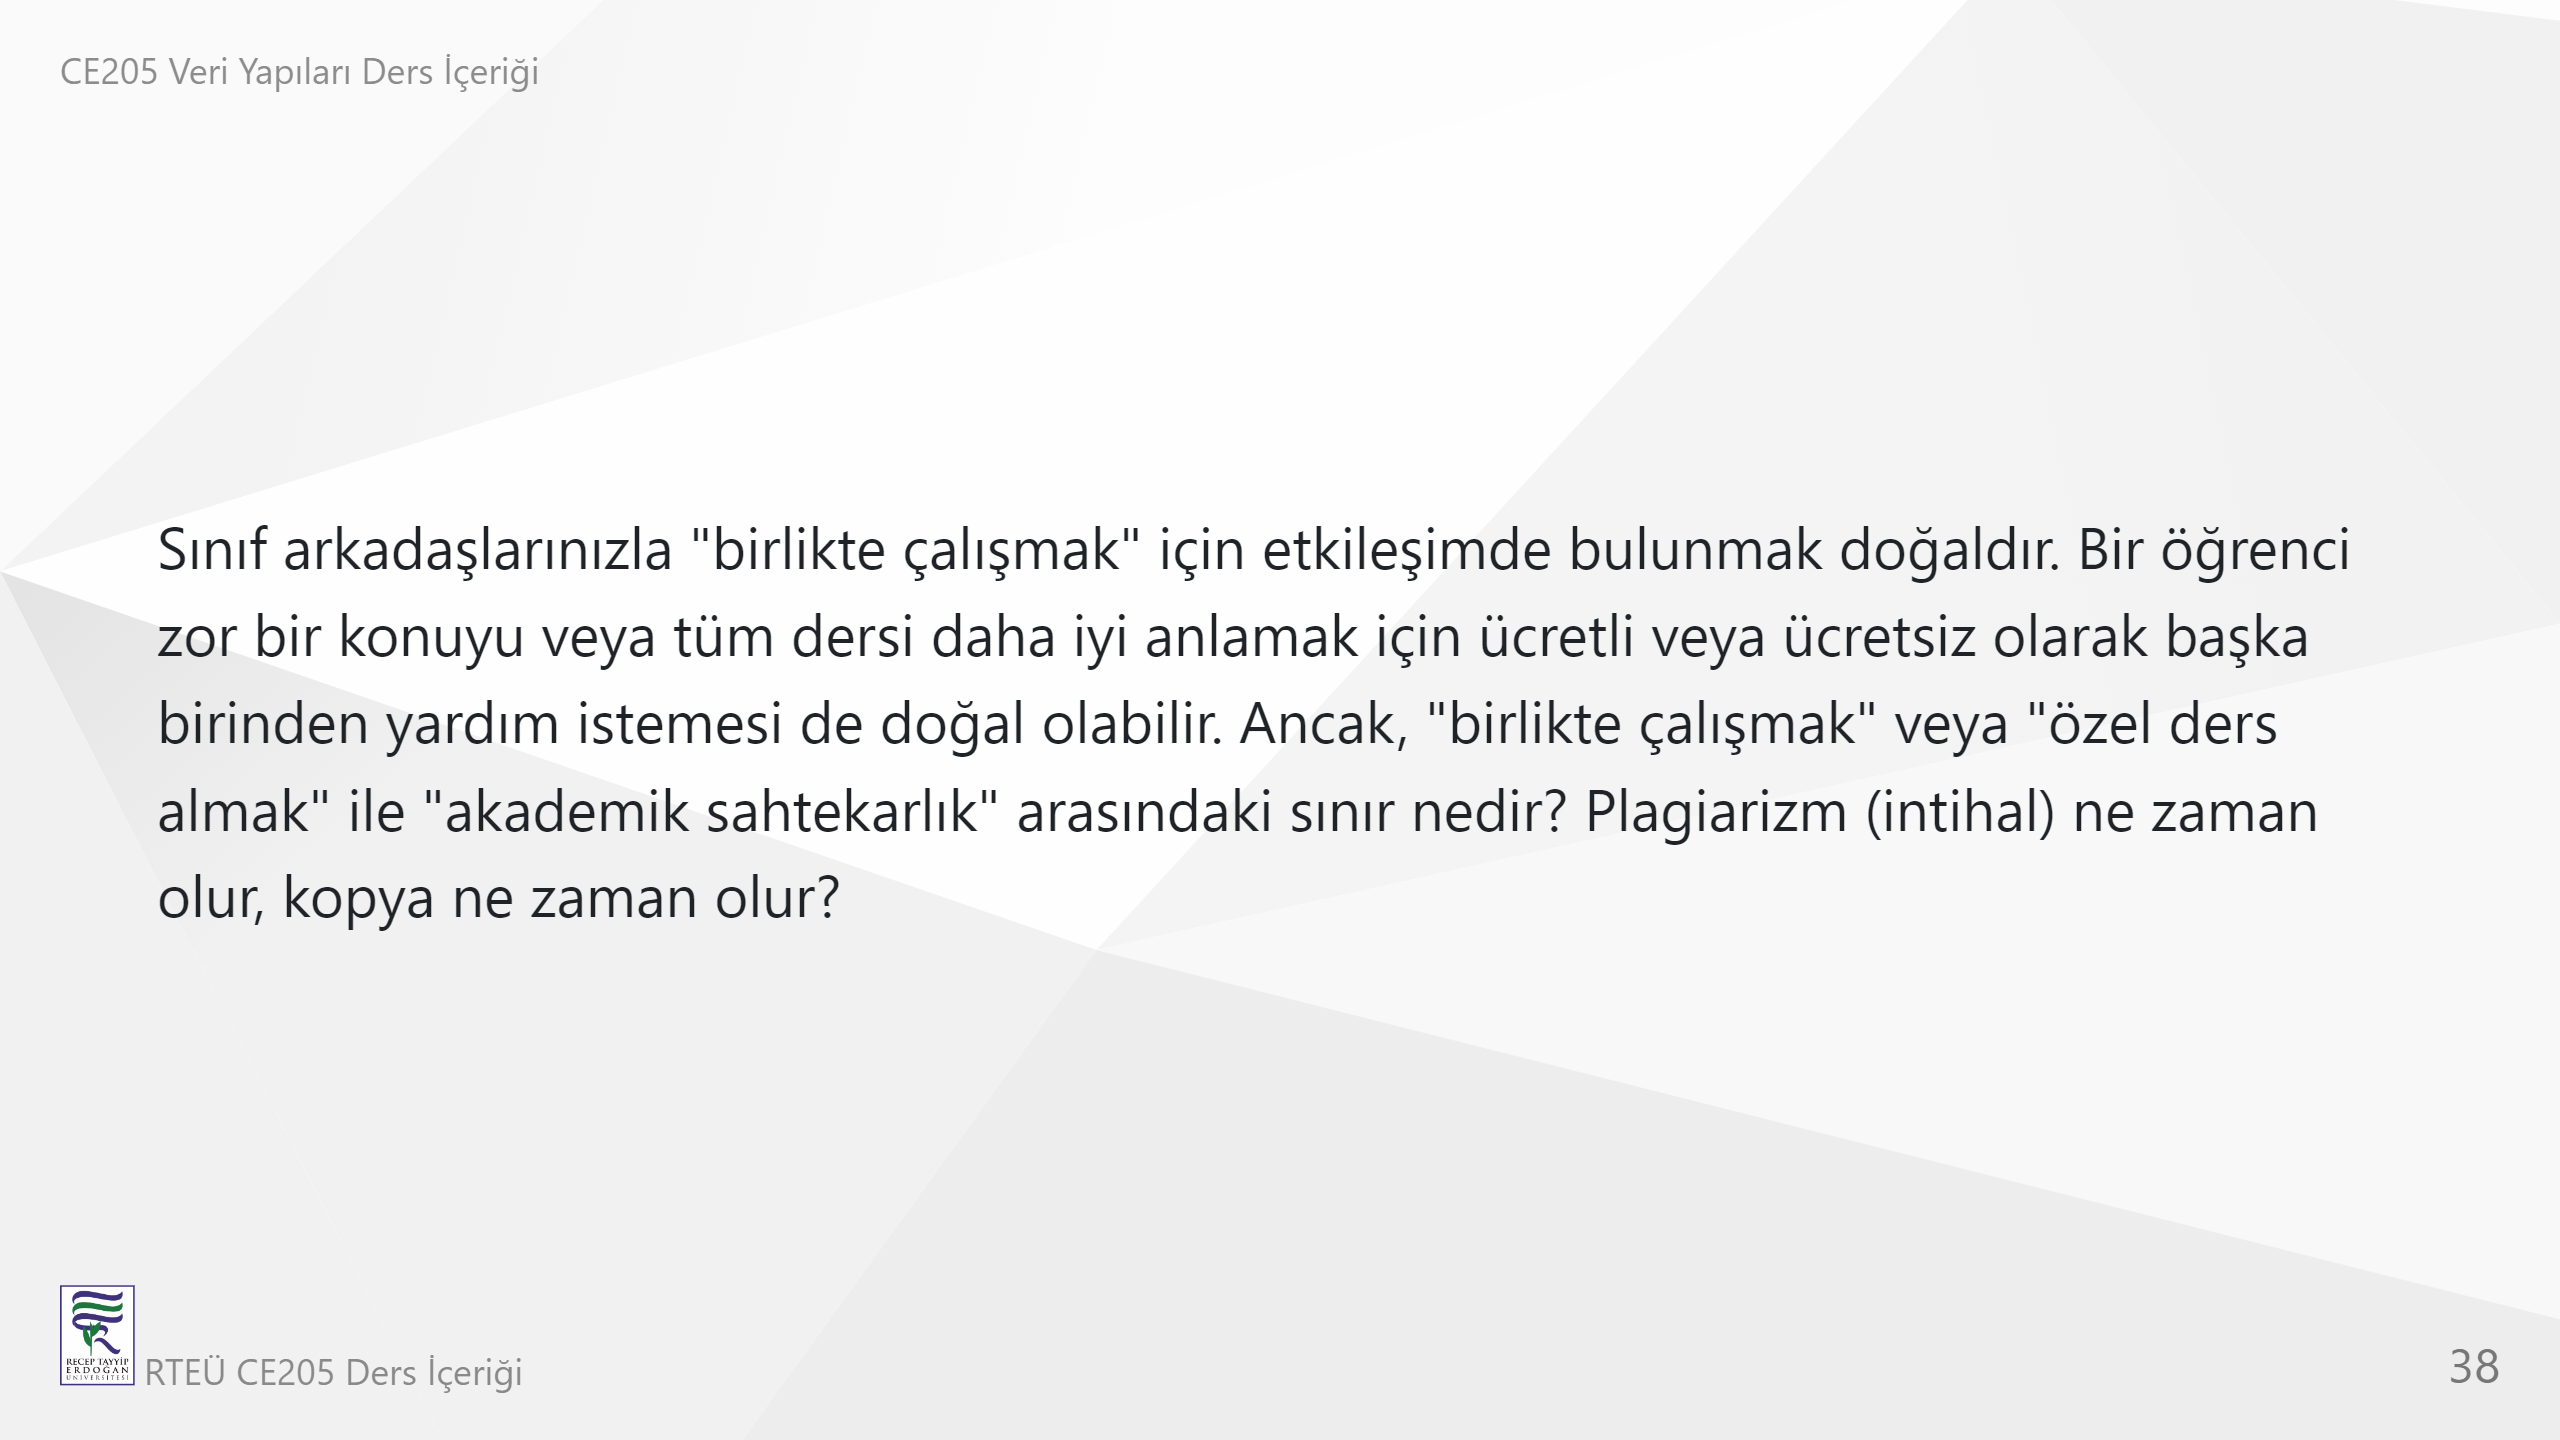 CE205 Veri Yapıları Ders İçeriği
Sınıf arkadaşlarınızla "birlikte çalışmak" için etkileşimde bulunmak doğaldır. Bir öğrenci
zor bir konuyu veya tüm dersi daha iyi anlamak için ücretli veya ücretsiz olarak başka
birinden yardım istemesi de doğal olabilir. Ancak, "birlikte çalışmak" veya "özel ders
almak" ile "akademik sahtekarlık" arasındaki sınır nedir? Plagiarizm (intihal) ne zaman
olur, kopya ne zaman olur?
RECEP TAYYİP
ERDOĞAN
ÜNİVERSİTESİ
RTEÜ CE205 Ders İçeriği
38